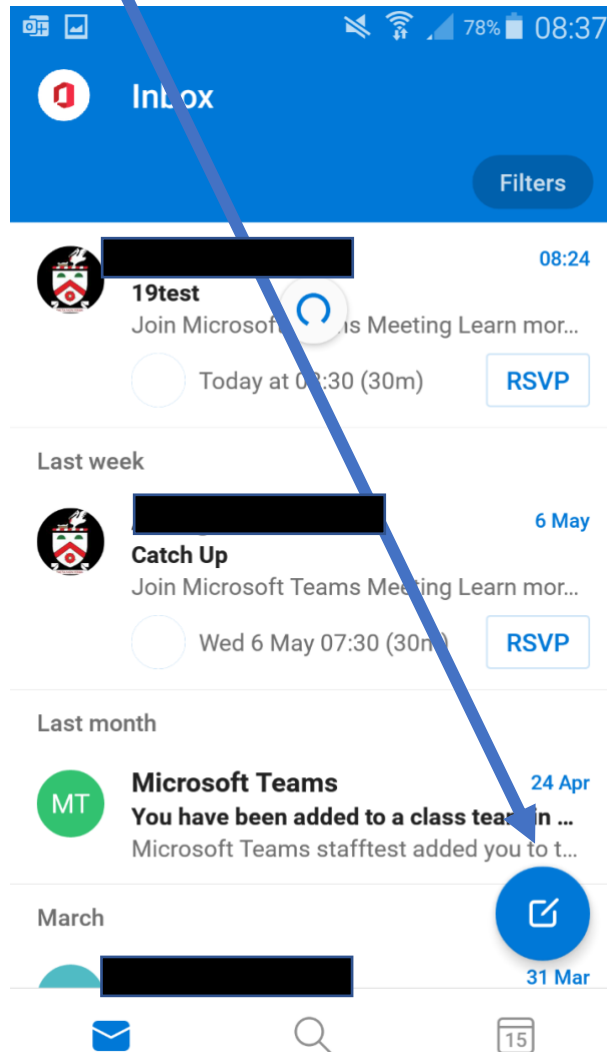 78% 08:37
Inbox
Filters
08:24
19test
Join Microsoft Teams Meeting Learn mor...
Today at 08:30 (30m)
RSVP
Last week
6 May
Catch Up
Join Microsoft Teams Meeting Learn mor...
Wed 6 May 07:30 (30m)
RSVP
Last month
MT
Microsoft Teams
24 Apr
You have been added to a class team in ...
Microsoft Teams stafftest added you to t...
March
31 Mar
15